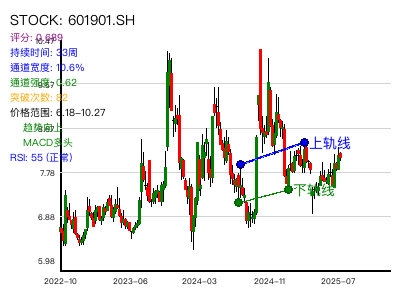 STOCK: 601901.SH
评分: 0.689
持续时间: 33周
通道宽度: 10.6%
通道强度: 0.62
突破次数: 82
价格范围: 6.18-10.27
趋势向上
MACD多头
RSI: 55 (正常)
上轨线
下轨线
7.78
6.88
5.98
2022-10
2023-06
2024-03
2024-11
2025-07